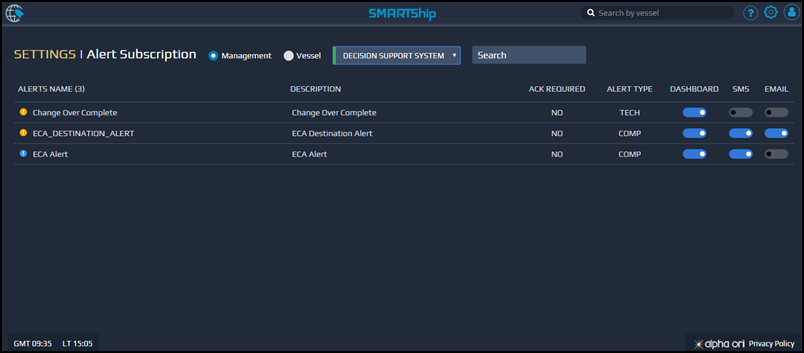 SMARTShip
Search by vessel
?
SETTINGS | Alert Subscription
Management
Vessel
DECISION SUPPORT SYSTEM
Search
ALERTS NAME (3) DESCRIPTION ACK REQUIRED ALERT TYPE DASHBOARD SMS EMAIL
Change Over Complete Change Over Complete NO TECH
ECA_DESTINATION_ALERT ECA Destination Alert NO COMP
ECA Alert ECA Alert NO COMP
GMT 09:35 LT 15:05
alpha ori Privacy Policy